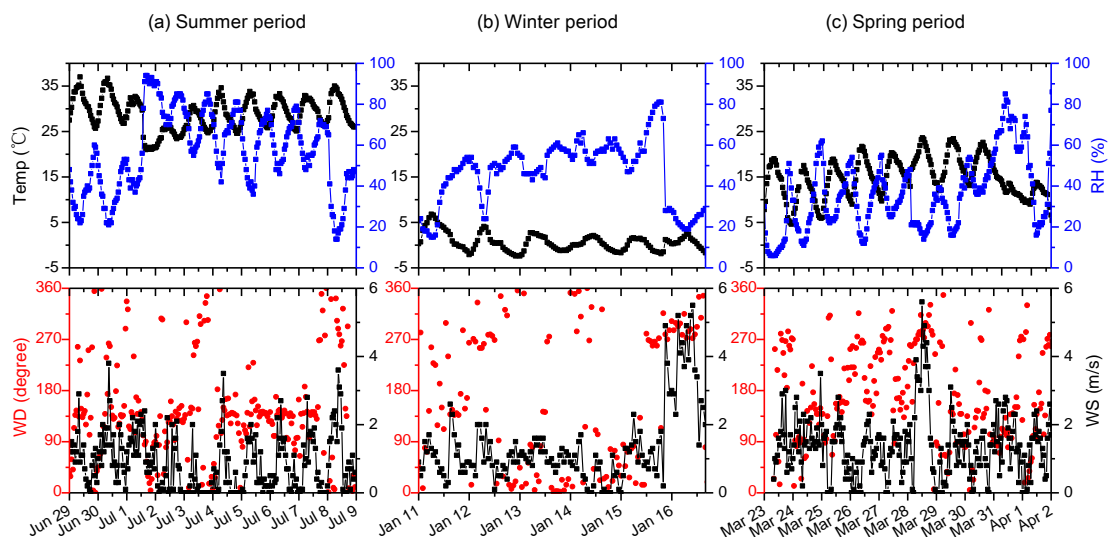 (a) Summer period (b) Winter period (c) Spring period
35 25 15 5 -5
Temp (℃)
100 80 60 40 20 0
35 25 15 5 -5
100 80 60 40 20 0
35 25 15 5 -5
100 80 60 40 20 0
RH (%)
360 270 180 90 0
WD (degree)
6 4 2 0
360 270 180 90 0
6 4 2 0
360 270 180 90 0
6 4 2 0
WS (m/s)
Jun 29 Jun 30 Jul 1 Jul 2 Jul 3 Jul 4 Jul 5 Jul 6 Jul 7 Jul 8 Jul 9
Jan 11 Jan 12 Jan 13 Jan 14 Jan 15 Jan 16
Mar 23 Mar 24 Mar 25 Mar 26 Mar 27 Mar 28 Mar 29 Mar 30 Mar 31 Apr 1 Apr 2